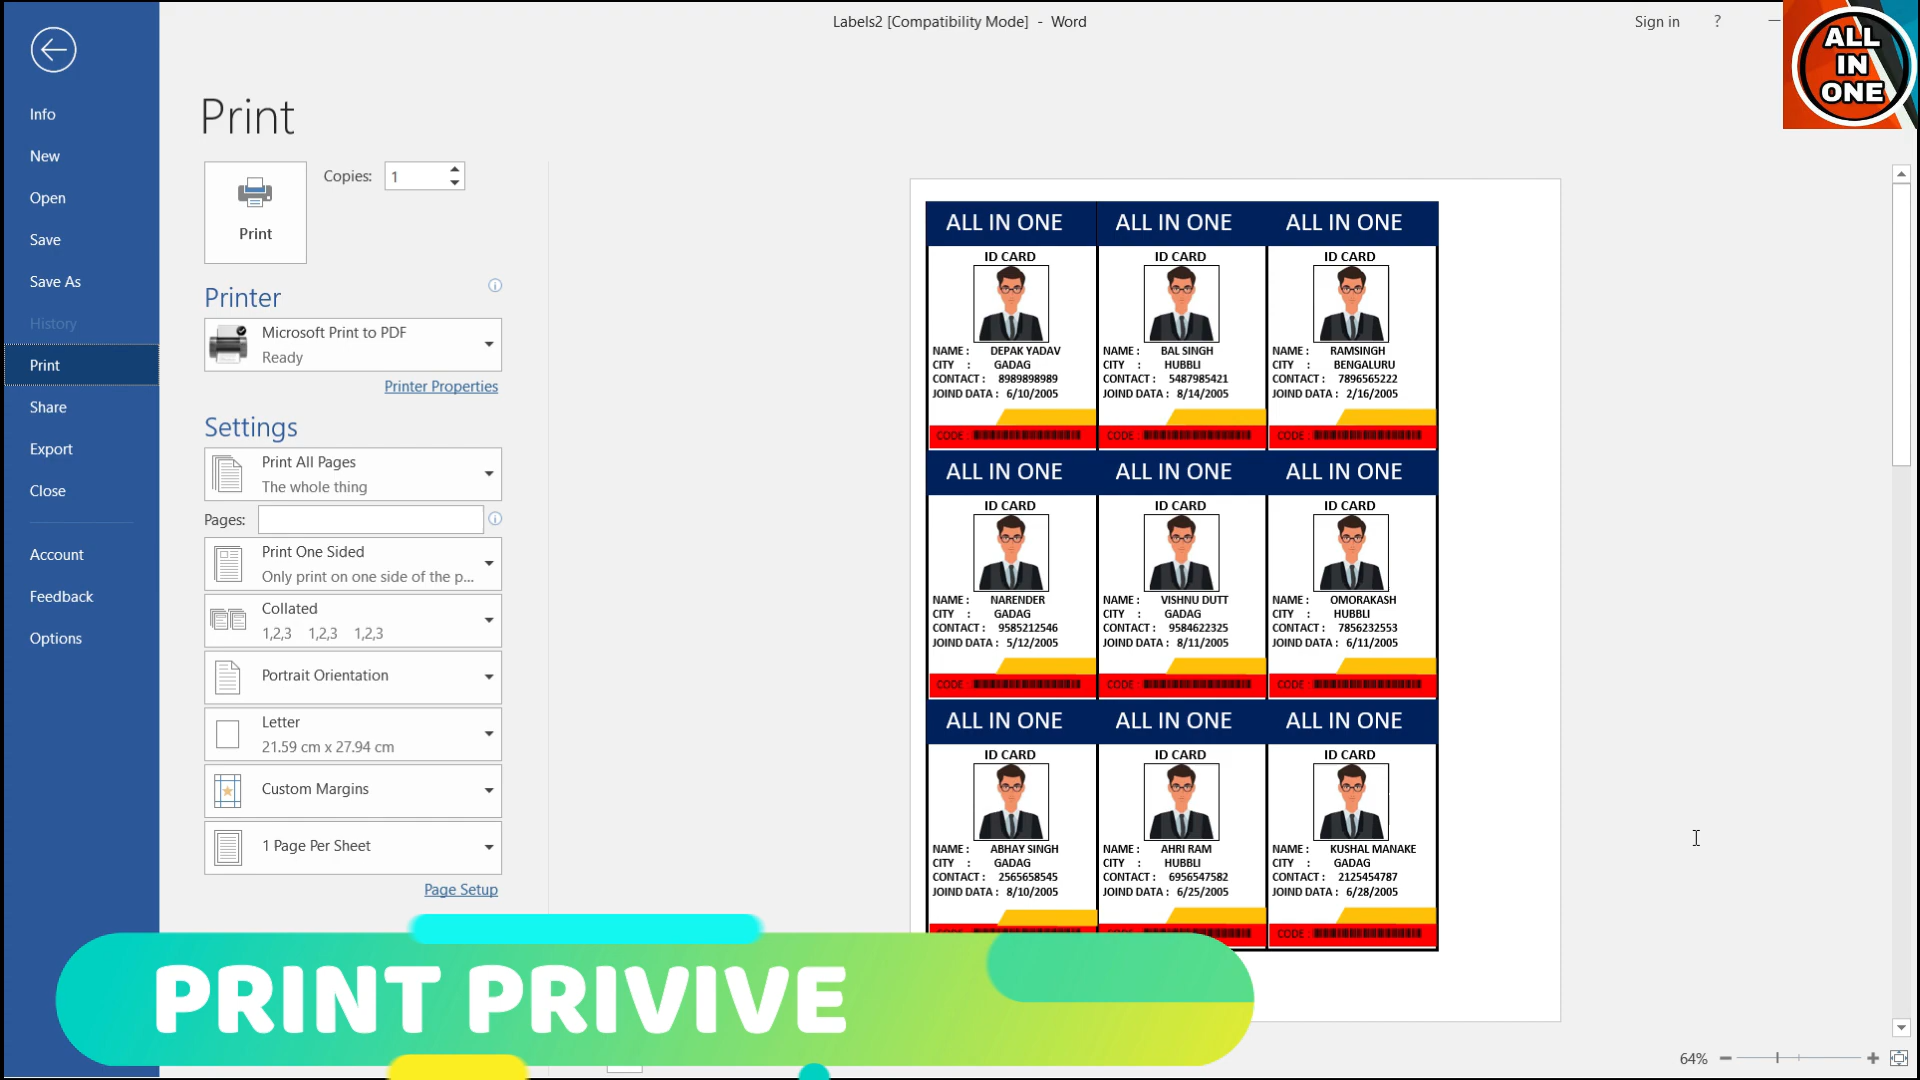 Labels2 [Compatibility Mode] - Word
Sign in ?
ALL
IN
ONE
Info
New
Open
Save
Save As
History
Print
Share
Export
Close
Account
Feedback
Options
Print
Print
Copies: 1
Printer
Microsoft Print to PDF
Ready
Printer Properties
Settings
Print All Pages
The whole thing
Pages:
Print One Sided
Only print on one side of the p...
Collated
1,2,3 1,2,3 1,2,3
Portrait Orientation
Letter
21.59 cm x 27.94 cm
Custom Margins
1 Page Per Sheet
Page Setup
ALL IN ONE ALL IN ONE ALL IN ONE
ID CARD ID CARD ID CARD
NAME : DEPAK YADAV NAME : BAL SINGH NAME : RAMSINGH
CITY : GADAG CITY : HUBBLI CITY : BENGALURU
CONTACT : 8989898989 CONTACT : 5487985421 CONTACT : 7896565222
JOIND DATA : 6/10/2005 JOIND DATA : 8/14/2005 JOIND DATA : 2/16/2005
CODE : CODE : CODE :
ALL IN ONE ALL IN ONE ALL IN ONE
ID CARD ID CARD ID CARD
NAME : NARENDER NAME : VISHNU DUTT NAME : OMORAKASH
CITY : GADAG CITY : GADAG CITY : HUBBLI
CONTACT : 9585212546 CONTACT : 9584622325 CONTACT : 7856232553
JOIND DATA : 5/12/2005 JOIND DATA : 8/11/2005 JOIND DATA : 6/11/2005
CODE : CODE : CODE :
ALL IN ONE ALL IN ONE ALL IN ONE
ID CARD ID CARD ID CARD
NAME : ABHAY SINGH NAME : AHRI RAM NAME : KUSHAL MANAKE
CITY : GADAG CITY : HUBBLI CITY : GADAG
CONTACT : 2565658545 CONTACT : 6956547582 CONTACT : 2125454787
JOIND DATA : 8/10/2005 JOIND DATA : 6/25/2005 JOIND DATA : 6/28/2005
CODE :
PRINT PRIVIVE
64%